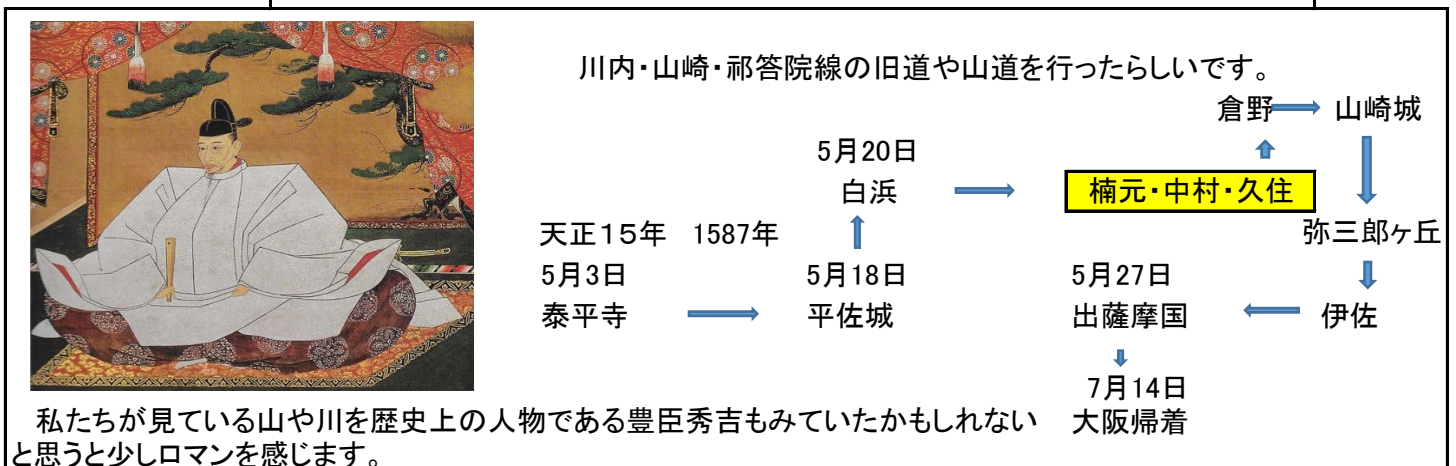 川内・山崎・祁答院線の旧道や山道を行ったらしいです。
倉野 山崎城
5月20日
白浜 楠元・中村・久住
天正１５年 1587年 弥三郎ヶ丘
5月3日 5月18日 5月27日
泰平寺 平佐城 出薩摩国 伊佐
7月14日
私たちが見ている山や川を歴史上の人物である豊臣秀吉もみていたかもしれない 大阪帰着
と思うと少しロマンを感じます。